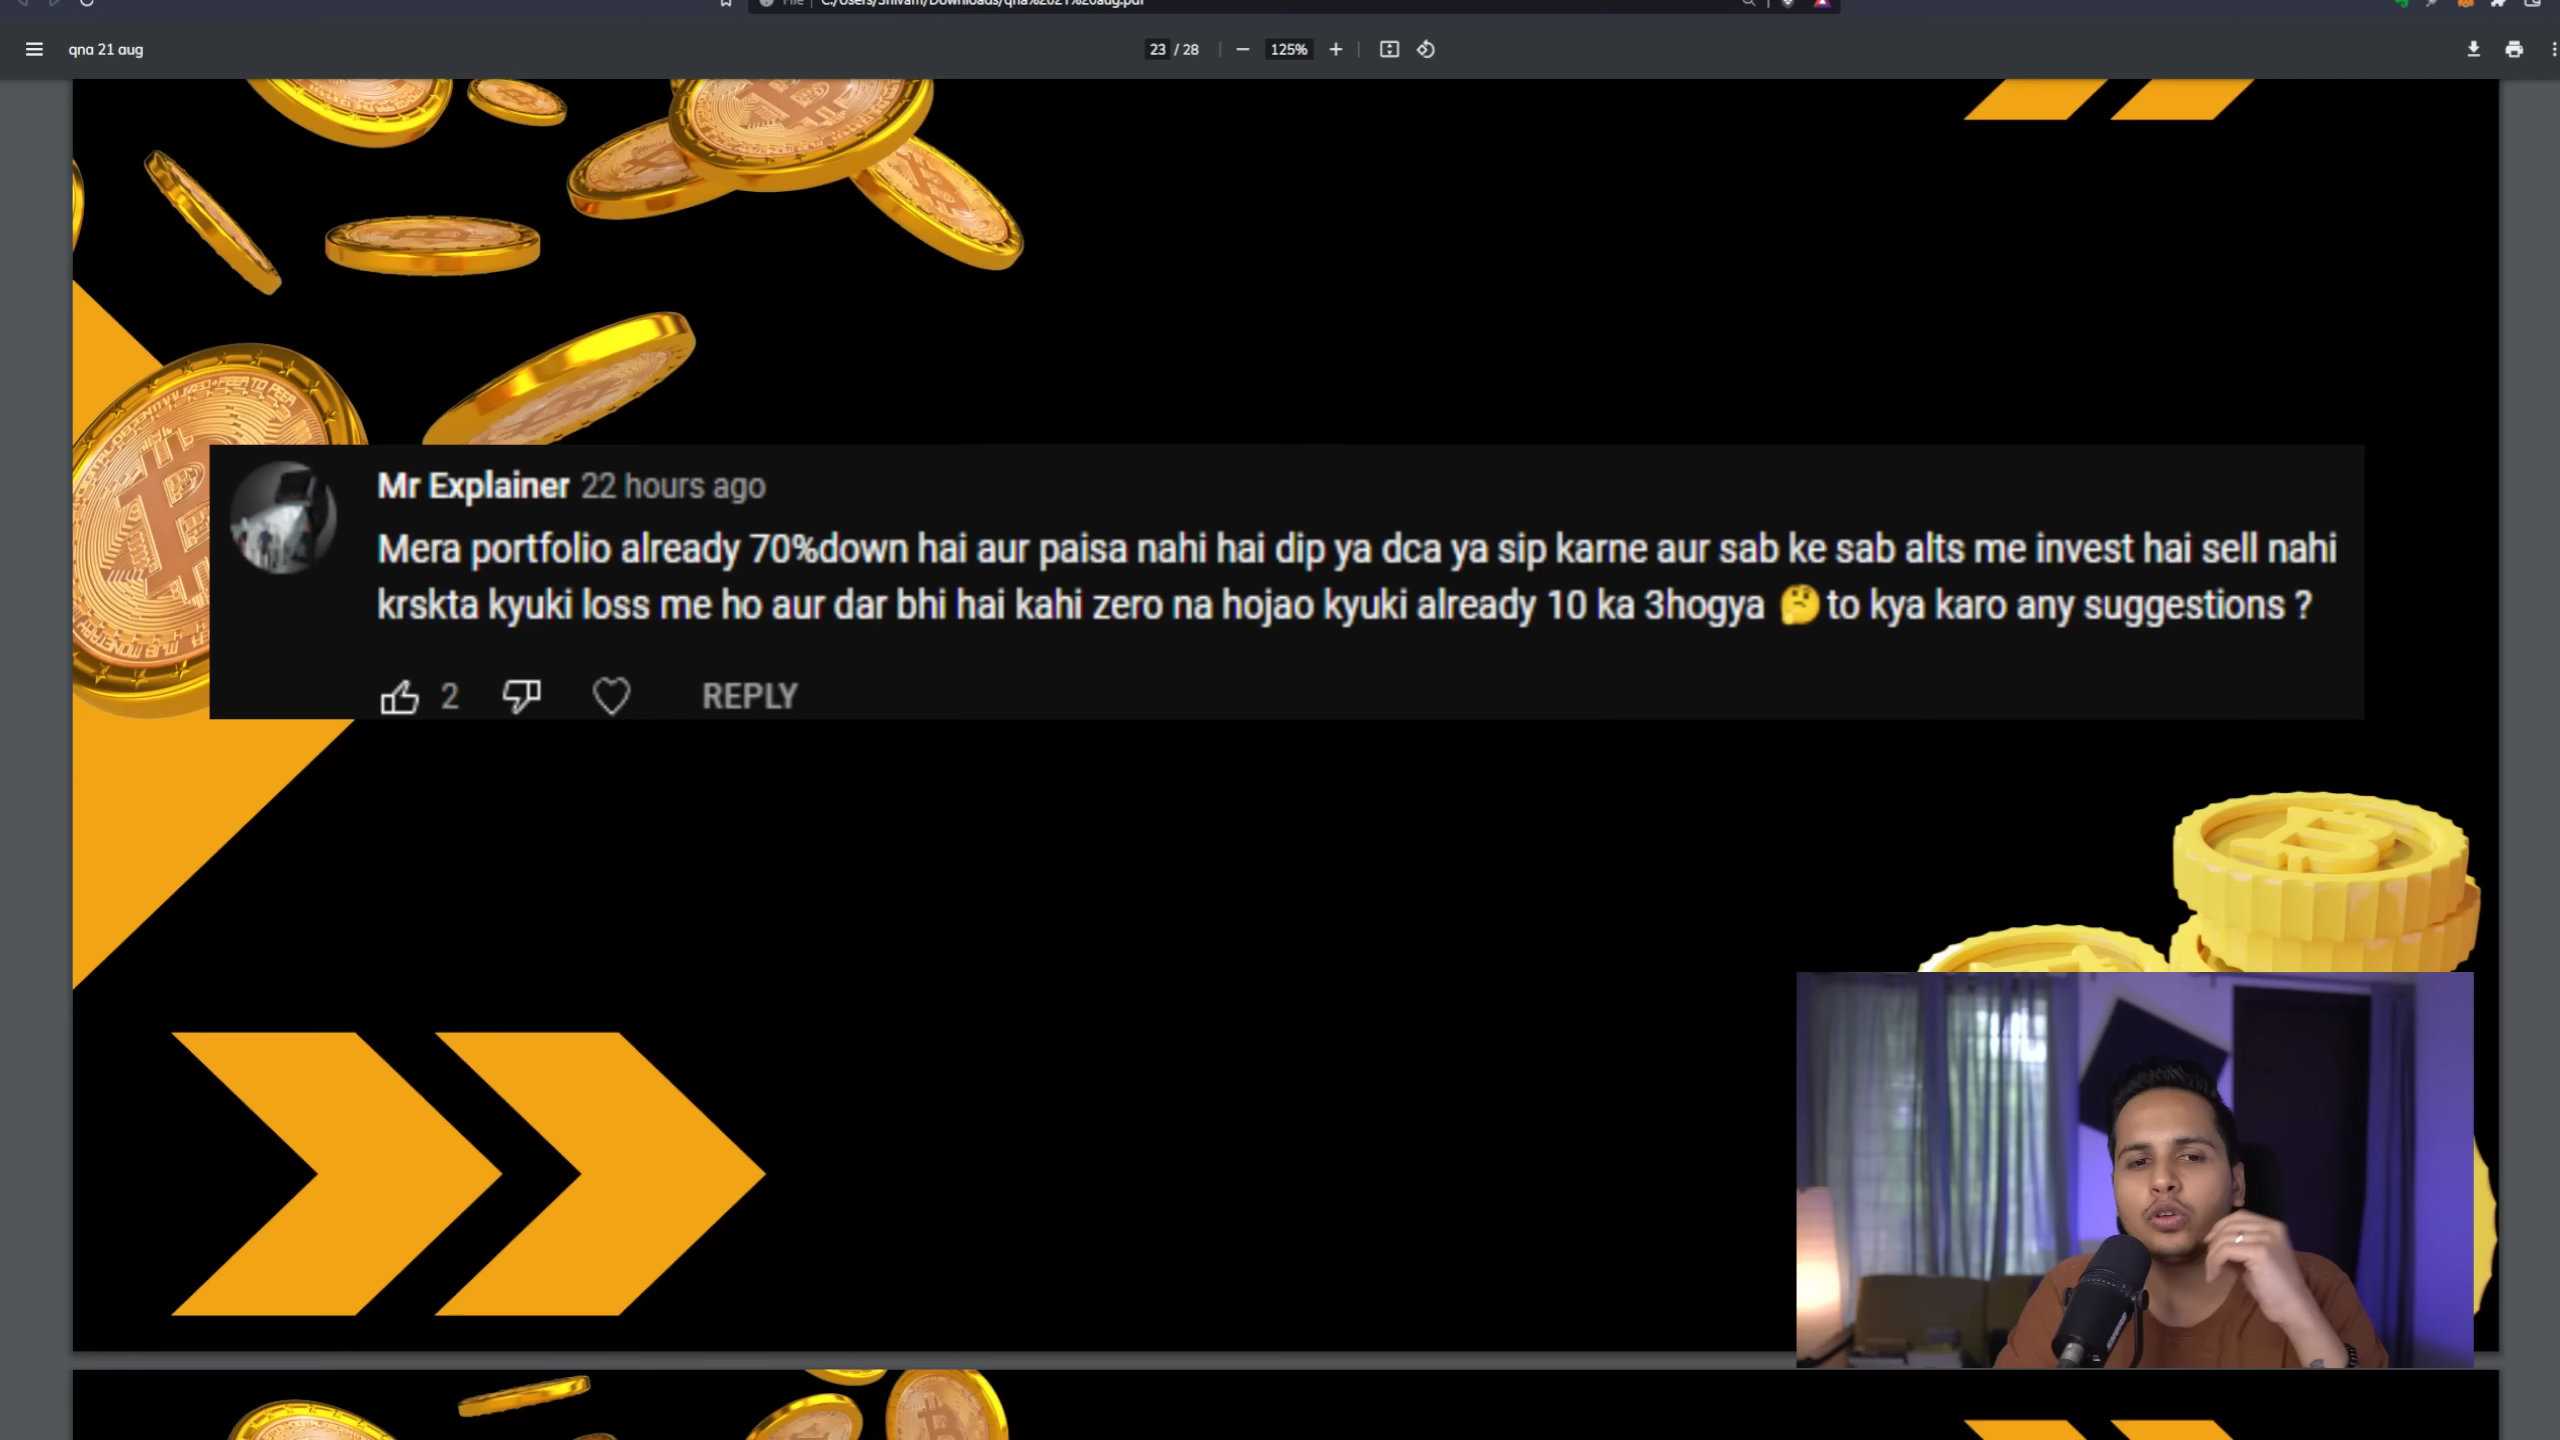 qna 21 aug
23 / 28
125%
Mr Explainer 22 hours ago
Mera portfolio already 70%down hai aur paisa nahi hai dip ya dca ya sip karne aur sab ke sab alts me invest hai sell nahi
krskta kyuki loss me ho aur dar bhi hai kahi zero na hojao kyuki already 10 ka 3hogya 🤔 to kya karo any suggestions ?
2
REPLY